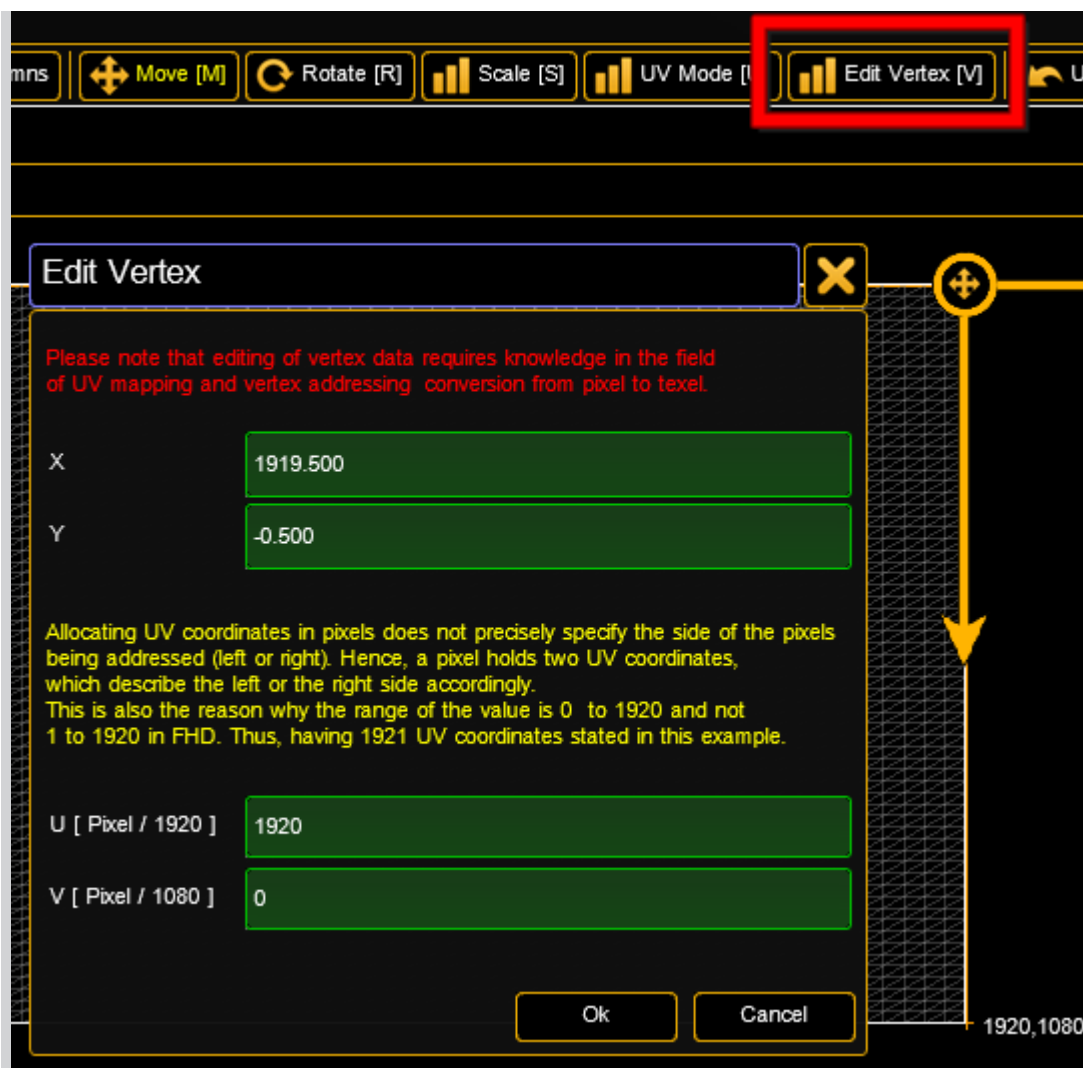 mns Move [M] Rotate [R] Scale [S] UV Mode [ Edit Vertex [V] U
Edit Vertex
Please note that editing of vertex data requires knowledge in the field
of UV mapping and vertex addressing conversion from pixel to texel.
X 1919.500
Y -0.500
Allocating UV coordinates in pixels does not precisely specify the side of the pixels
being addressed (left or right). Hence, a pixel holds two UV coordinates,
which describe the left or the right side accordingly.
This is also the reason why the range of the value is 0 to 1920 and not
1 to 1920 in FHD. Thus, having 1921 UV coordinates stated in this example.
U [ Pixel / 1920 ] 1920
V [ Pixel / 1080 ] 0
Ok Cancel
1920,1080